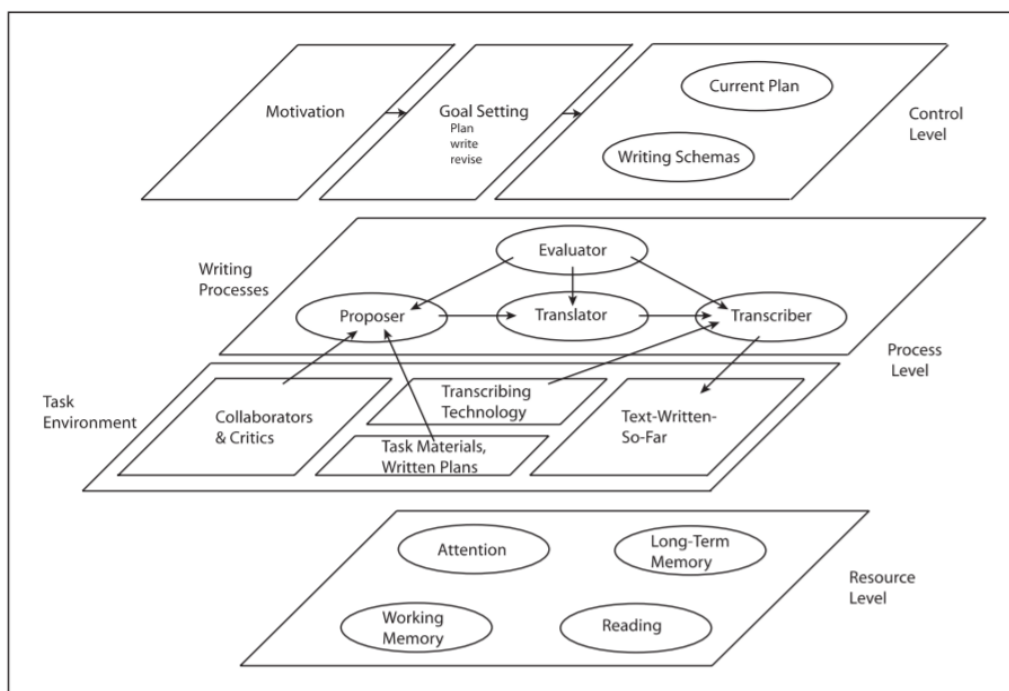 Motivation
Goal Setting
Plan
write
revise
Current Plan
Writing Schemas
Control
Level
Writing
Processes
Evaluator
Proposer
Translator
Transcriber
Process
Level
Task
Environment
Collaborators
& Critics
Transcribing
Technology
Task Materials,
Written Plans
Text-Written-
So-Far
Attention
Long-Term
Memory
Working
Memory
Reading
Resource
Level